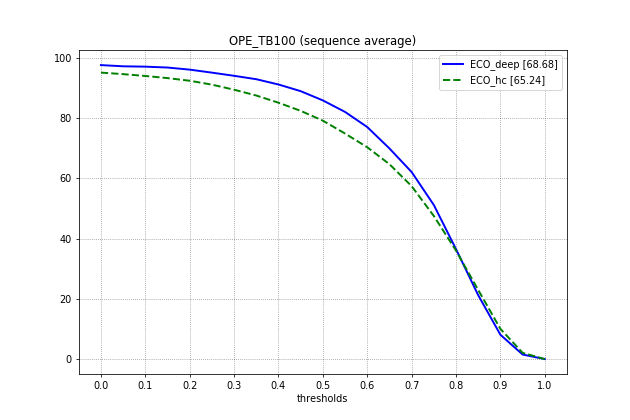 OPE_TB100 (sequence average)
ECO_deep [68.68]
ECO_hc [65.24]
100
80
60
40
20
0
0.0 0.1 0.2 0.3 0.4 0.5 0.6 0.7 0.8 0.9 1.0
thresholds